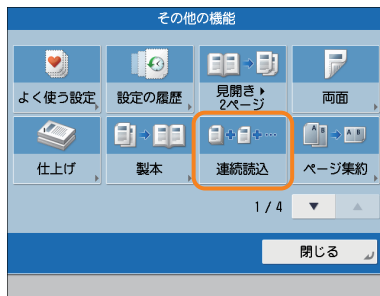 その他の機能
よく使う設定
設定の履歴
見開き▶
2ページ
両面
仕上げ
製本
連続読込
ページ集約
1 / 4
閉じる